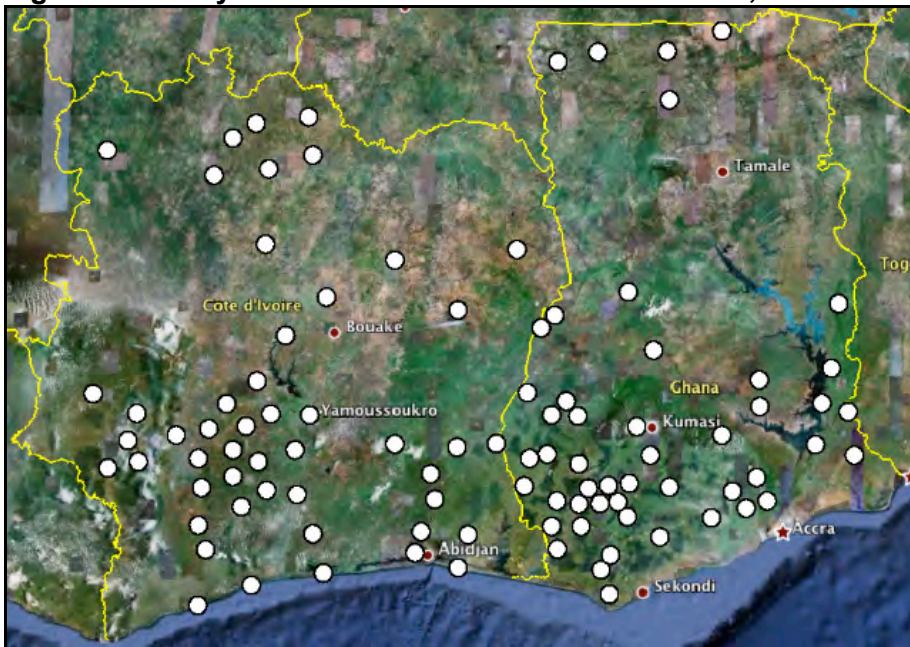 Tamale
Tog
Côte d'Ivoire
Bouake
Ghana
Yamoussoukro
Kumasi
Abidjan
Accra
Sekondi